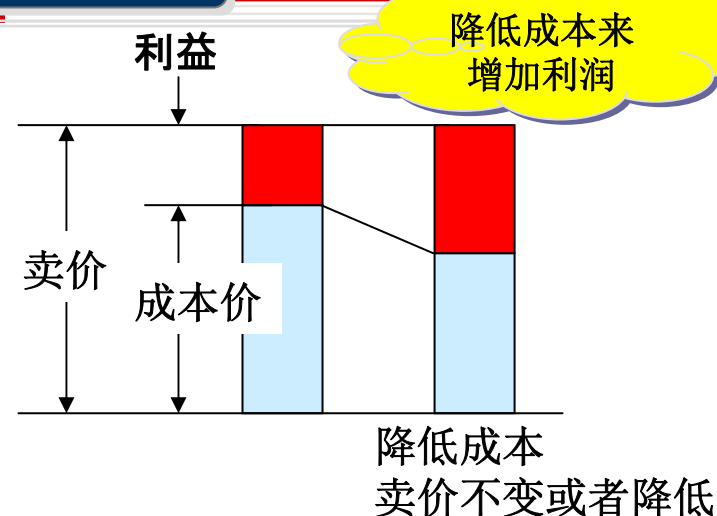 降低成本来
增加利润
利益
卖价
成本价
降低成本
卖价不变或者降低